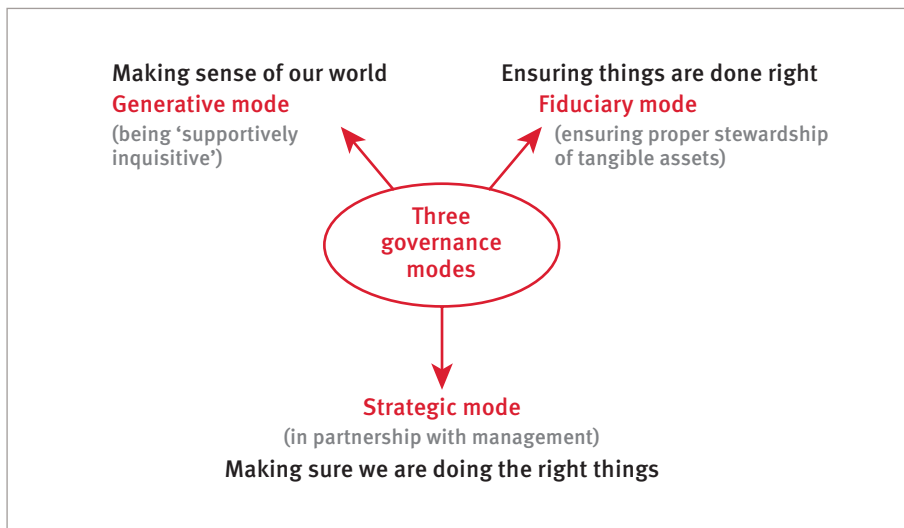 Making sense of our world
Generative mode
(being ‘supportively
inquisitive’)
Ensuring things are done right
Fiduciary mode
(ensuring proper stewardship
of tangible assets)
Three
governance
modes
Strategic mode
(in partnership with management)
Making sure we are doing the right things